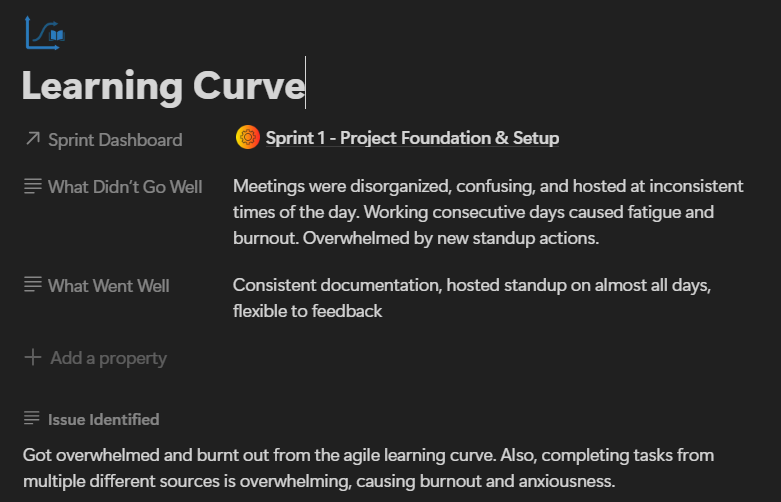 Learning Curve
Sprint Dashboard
Sprint 1 - Project Foundation & Setup
What Didn't Go Well
Meetings were disorganized, confusing, and hosted at inconsistent
times of the day. Working consecutive days caused fatigue and
burnout. Overwhelmed by new standup actions.
What Went Well
Consistent documentation, hosted standup on almost all days,
flexible to feedback
Add a property
Issue Identified
Got overwhelmed and burnt out from the agile learning curve. Also, completing tasks from
multiple different sources is overwhelming, causing burnout and anxiousness.